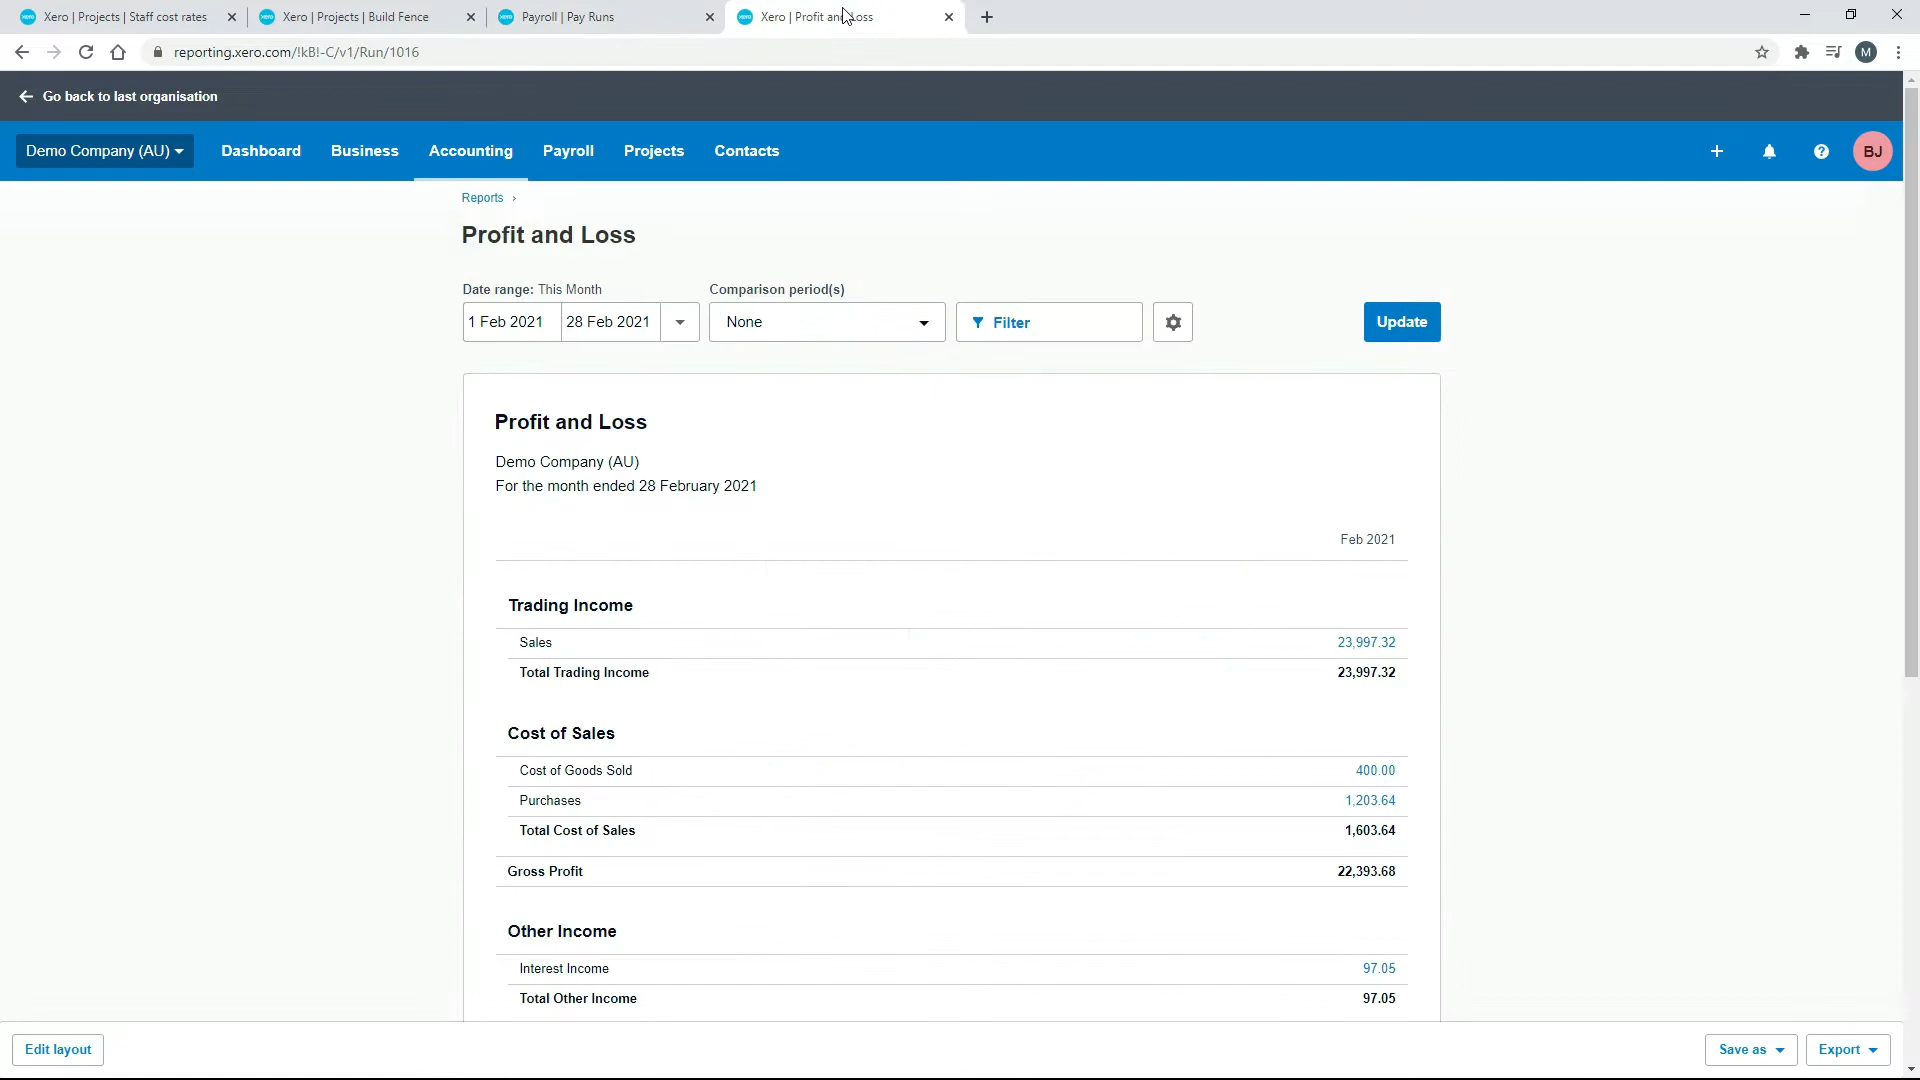 Xero | Projects | Staff cost rates
Xero | Projects | Build Fence
Payroll | Pay Runs
Xero | Profit and Loss
reporting.xero.com/!kB!-C/v1/Run/1016
M
Go back to last organisation
Demo Company (AU)
Dashboard
Business
Accounting
Payroll
Projects
Contacts
BJ
Reports
Profit and Loss
Date range: This Month
Comparison period(s)
1 Feb 2021
28 Feb 2021
None
Filter
Update
Profit and Loss
Demo Company (AU)
For the month ended 28 February 2021
Feb 2021
Trading Income
Sales 23,997.32
Total Trading Income 23,997.32
Cost of Sales
Cost of Goods Sold 400.00
Purchases 1,203.64
Total Cost of Sales 1,603.64
Gross Profit 22,393.68
Other Income
Interest Income 97.05
Total Other Income 97.05
Edit layout
Save as
Export